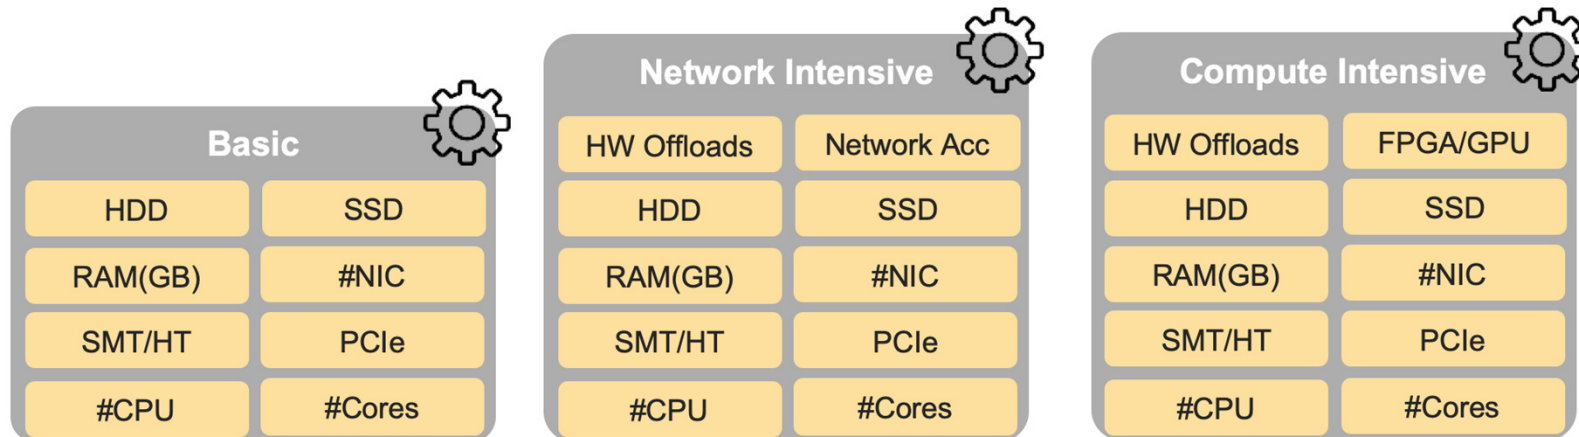 Basic
HDD SSD
RAM(GB) #NIC
SMT/HT PCIe
#CPU #Cores
Network Intensive
HW Offloads Network Acc
HDD SSD
RAM(GB) #NIC
SMT/HT PCIe
#CPU #Cores
Compute Intensive
HW Offloads FPGA/GPU
HDD SSD
RAM(GB) #NIC
SMT/HT PCIe
#CPU #Cores